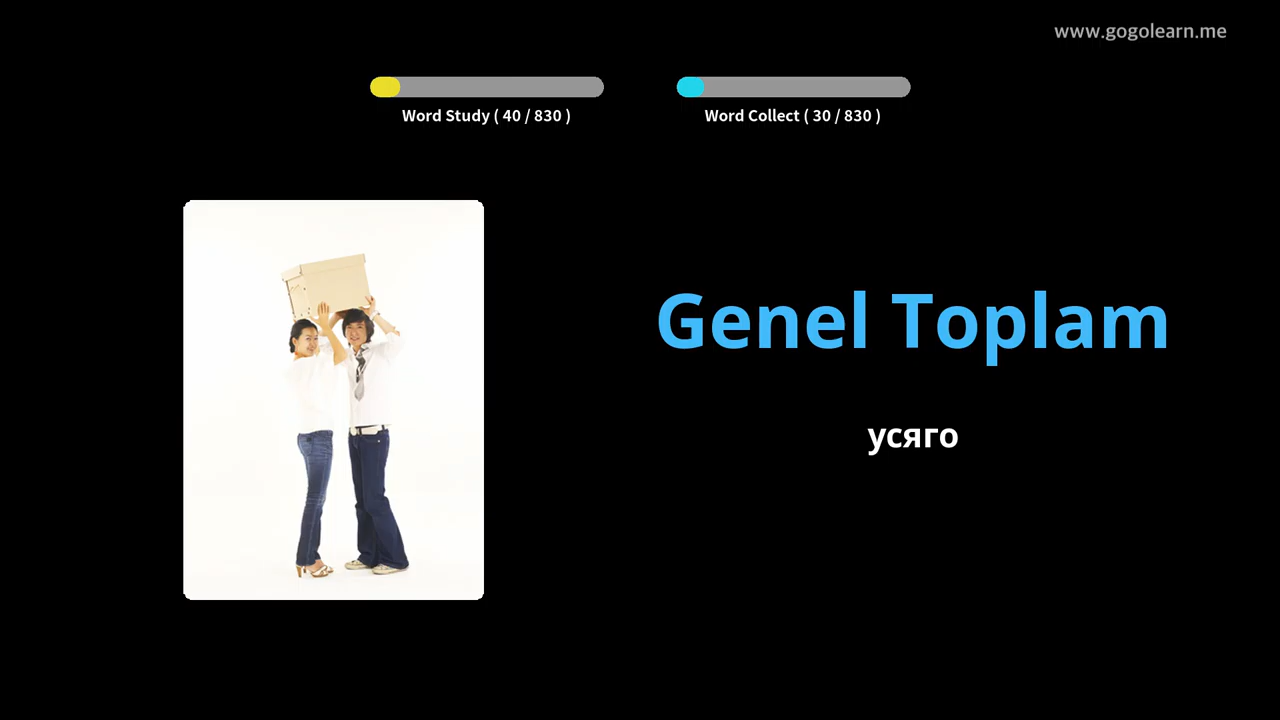 www.gogolearn.me
Word Study ( 40 / 830 )
Word Collect ( 30 / 830 )
Genel Toplam
усяго